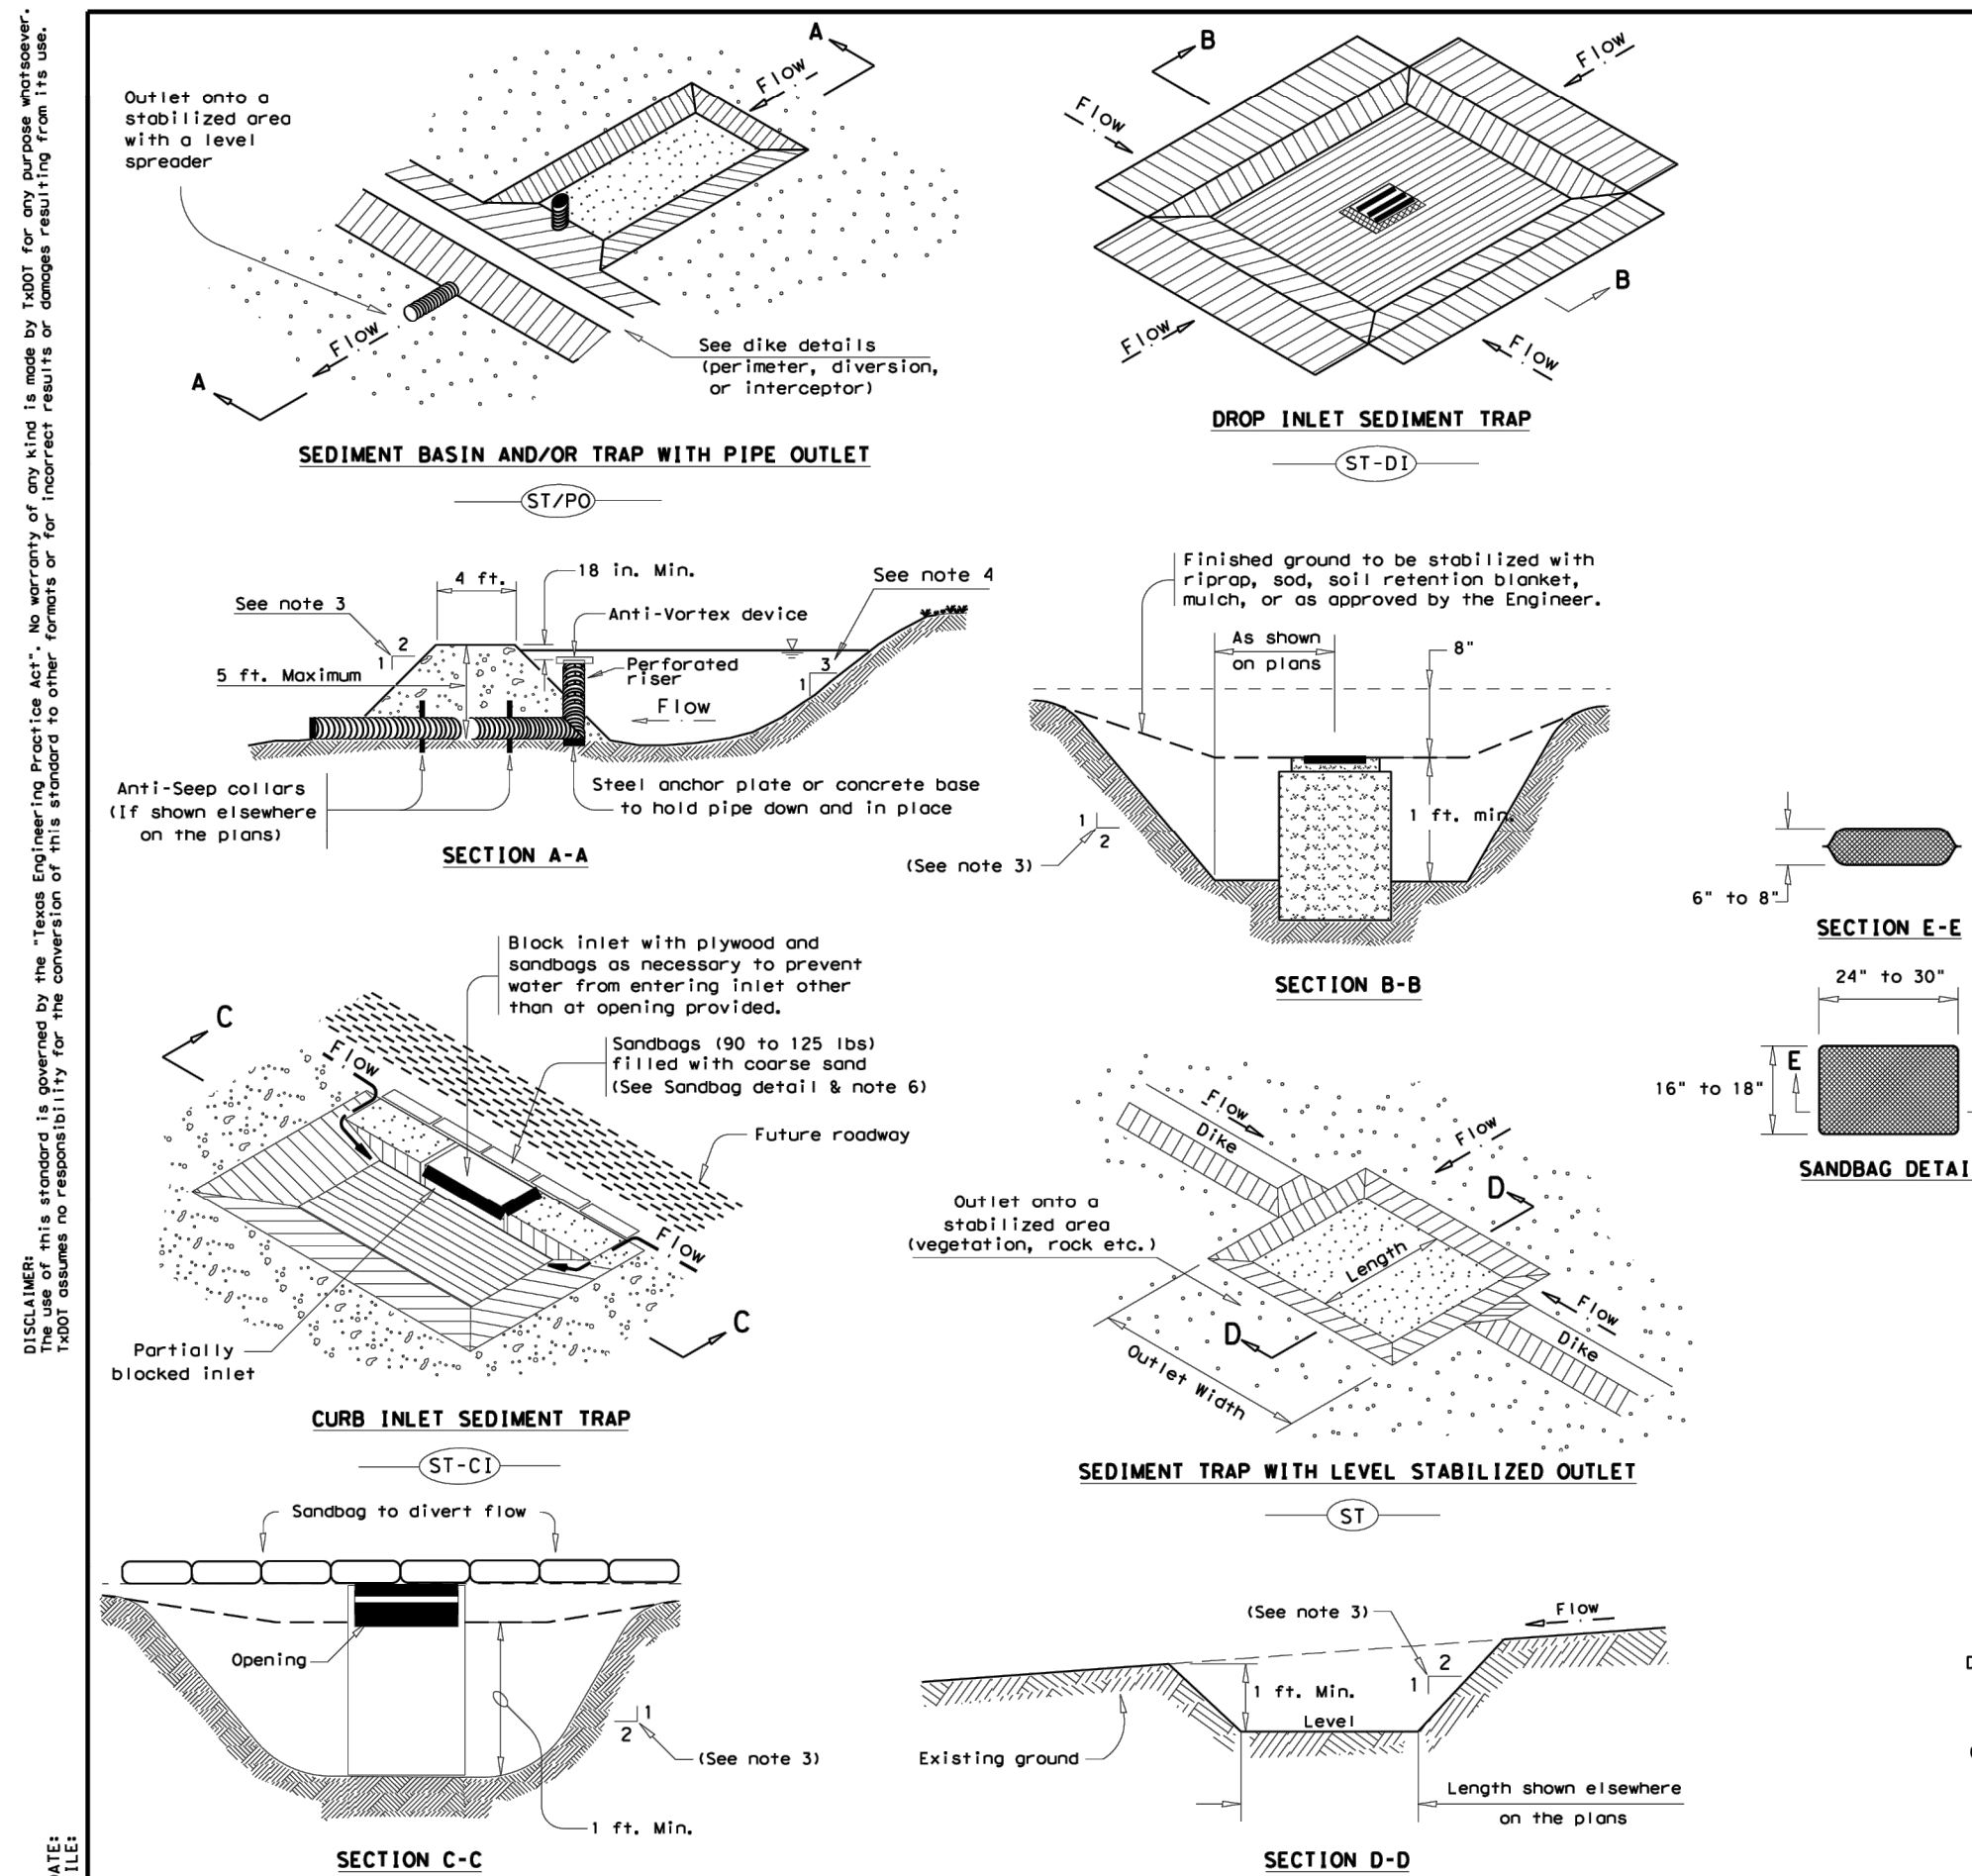 DISCLAIMER:
The use of this standard is governed by the "Texas Engineering Practice Act". No warranty of any kind is made by TxDOT for any purpose whatsoever.
TxDOT assumes no responsibility for the conversion of this standard to other formats or for incorrect results or damages resulting from its use.
Outlet onto a
stabilized area
with a level
spreader
A
Flow
Flow
A
See dike details
(perimeter, diversion,
or interceptor)
SEDIMENT BASIN AND/OR TRAP WITH PIPE OUTLET
ST/PO
B
Flow
Flow
Flow
Flow
B
DROP INLET SEDIMENT TRAP
ST-DI
See note 3
4 ft.
18 in. Min.
See note 4
Anti-Vortex device
2
1
5 ft. Maximum
Perforated
riser
3
1
Flow
Anti-Seep collars
(If shown elsewhere
on the plans)
Steel anchor plate or concrete base
to hold pipe down and in place
SECTION A-A
Finished ground to be stabilized with
riprap, sod, soil retention blanket,
mulch, or as approved by the Engineer.
As shown
on plans
8"
1 ft. min.
1
2
(See note 3)
SECTION B-B
6" to 8"
SECTION E-E
24" to 30"
16" to 18"
E
SANDBAG DETAI
Block inlet with plywood and
sandbags as necessary to prevent
water from entering inlet other
than at opening provided.
C
Flow
Sandbags (90 to 125 lbs)
filled with coarse sand
(See Sandbag detail & note 6)
Future roadway
Flow
C
Partially
blocked inlet
CURB INLET SEDIMENT TRAP
ST-CI
Flow
Dike
Flow
D
Outlet onto a
stabilized area
(vegetation, rock etc.)
Length
Flow
D
Dike
Outlet Width
SEDIMENT TRAP WITH LEVEL STABILIZED OUTLET
ST
Sandbag to divert flow
Opening
1
2
(See note 3)
1 ft. Min.
SECTION C-C
(See note 3)
Flow
2
1
1 ft. Min.
Level
Existing ground
Length shown elsewhere
on the plans
SECTION D-D
ATE:
ILE: